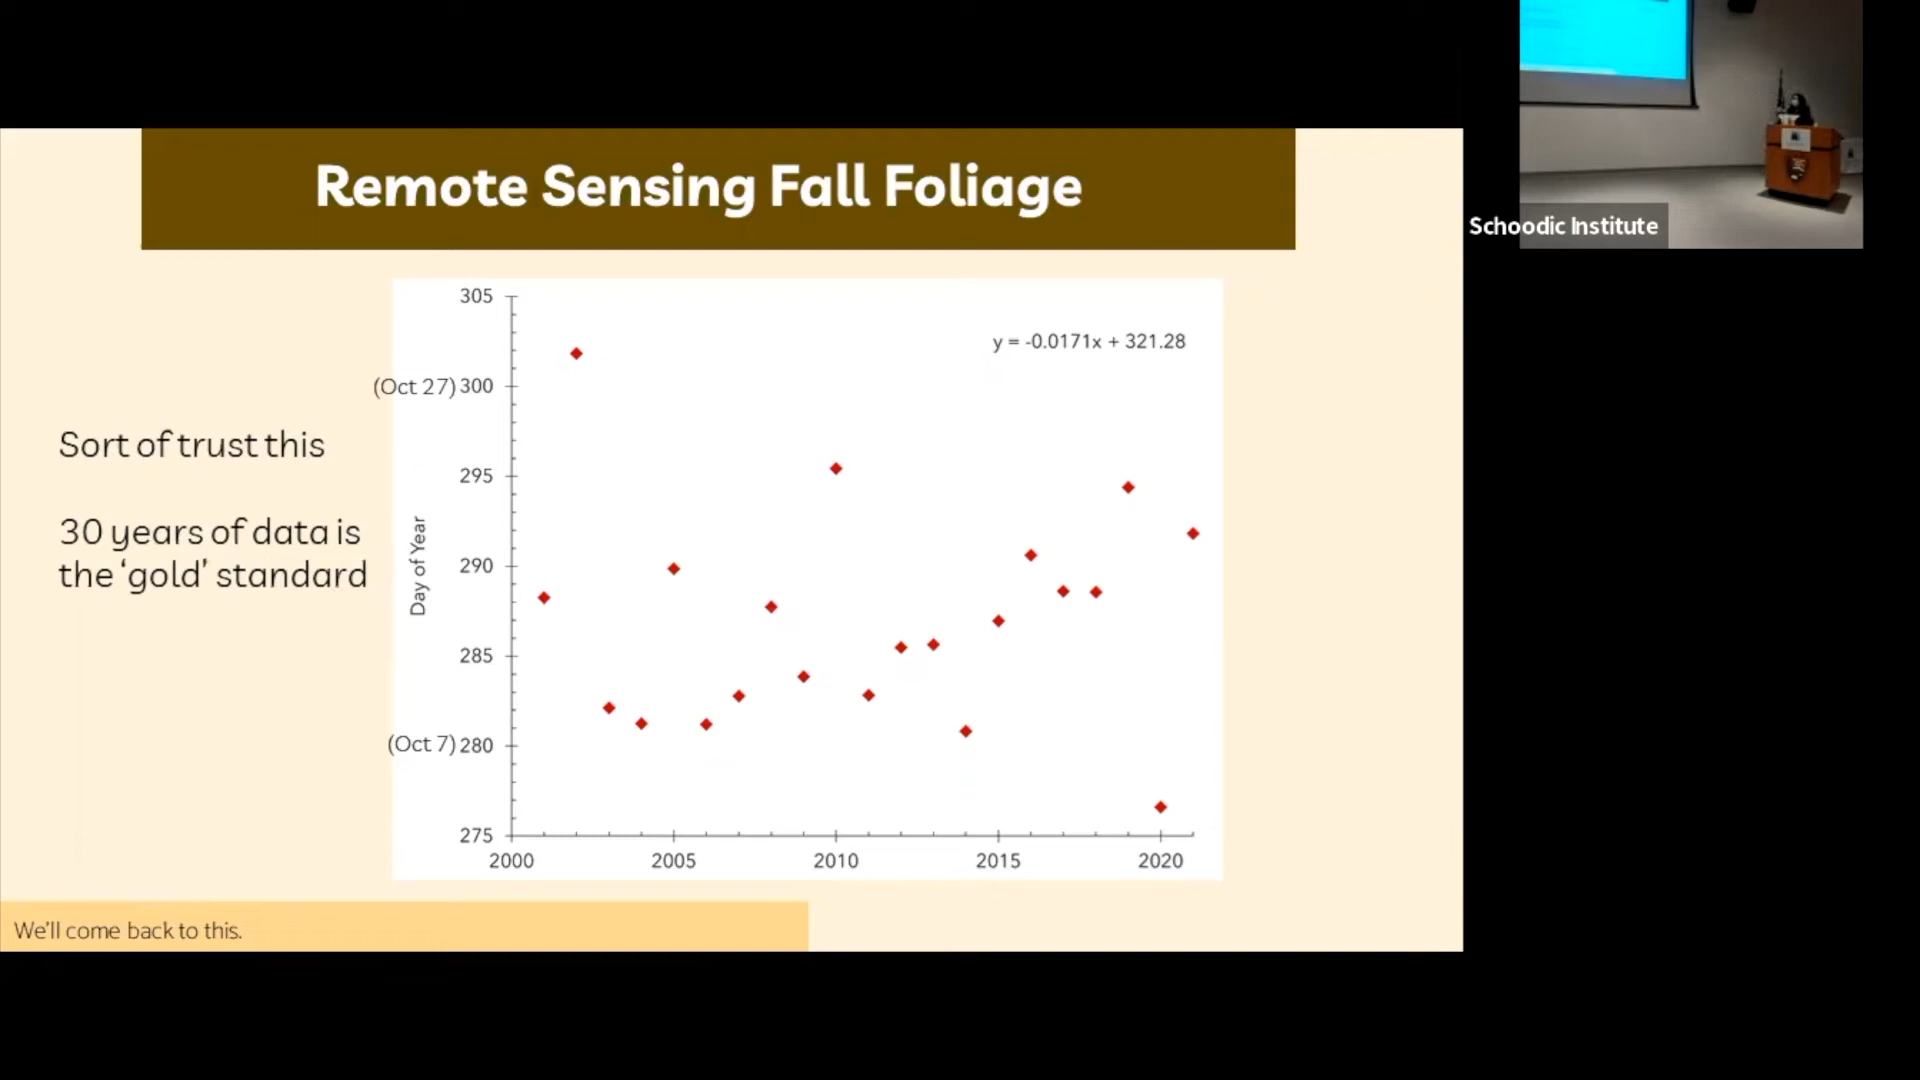 Remote Sensing Fall Foliage
Schoodic Institute
Sort of trust this
30 years of data is
the ‘gold’ standard
305
(Oct 27) 300
295
290
285
(Oct 7) 280
275
Day of Year
y = -0.0171x + 321.28
2000 2005 2010 2015 2020
We'll come back to this.